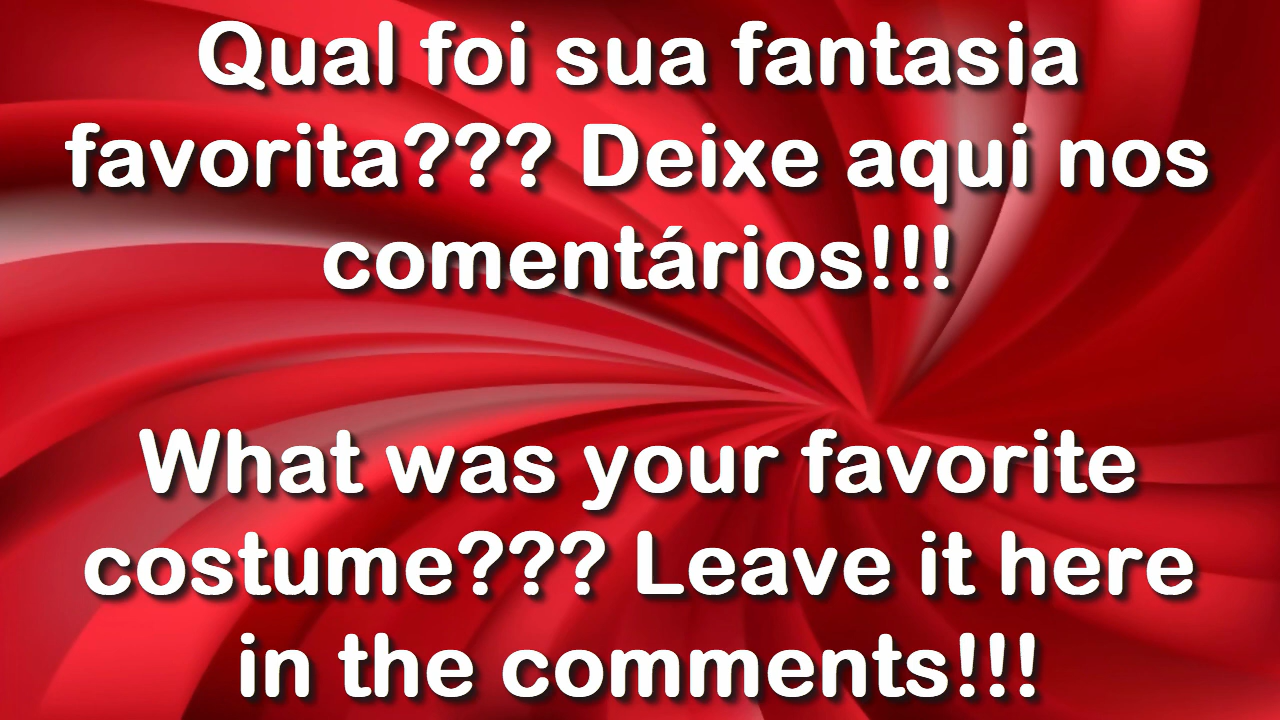 Qual foi sua fantasia
favorita??? Deixe aqui nos
comentários!!!
What was your favorite
costume??? Leave it here
in the comments!!!